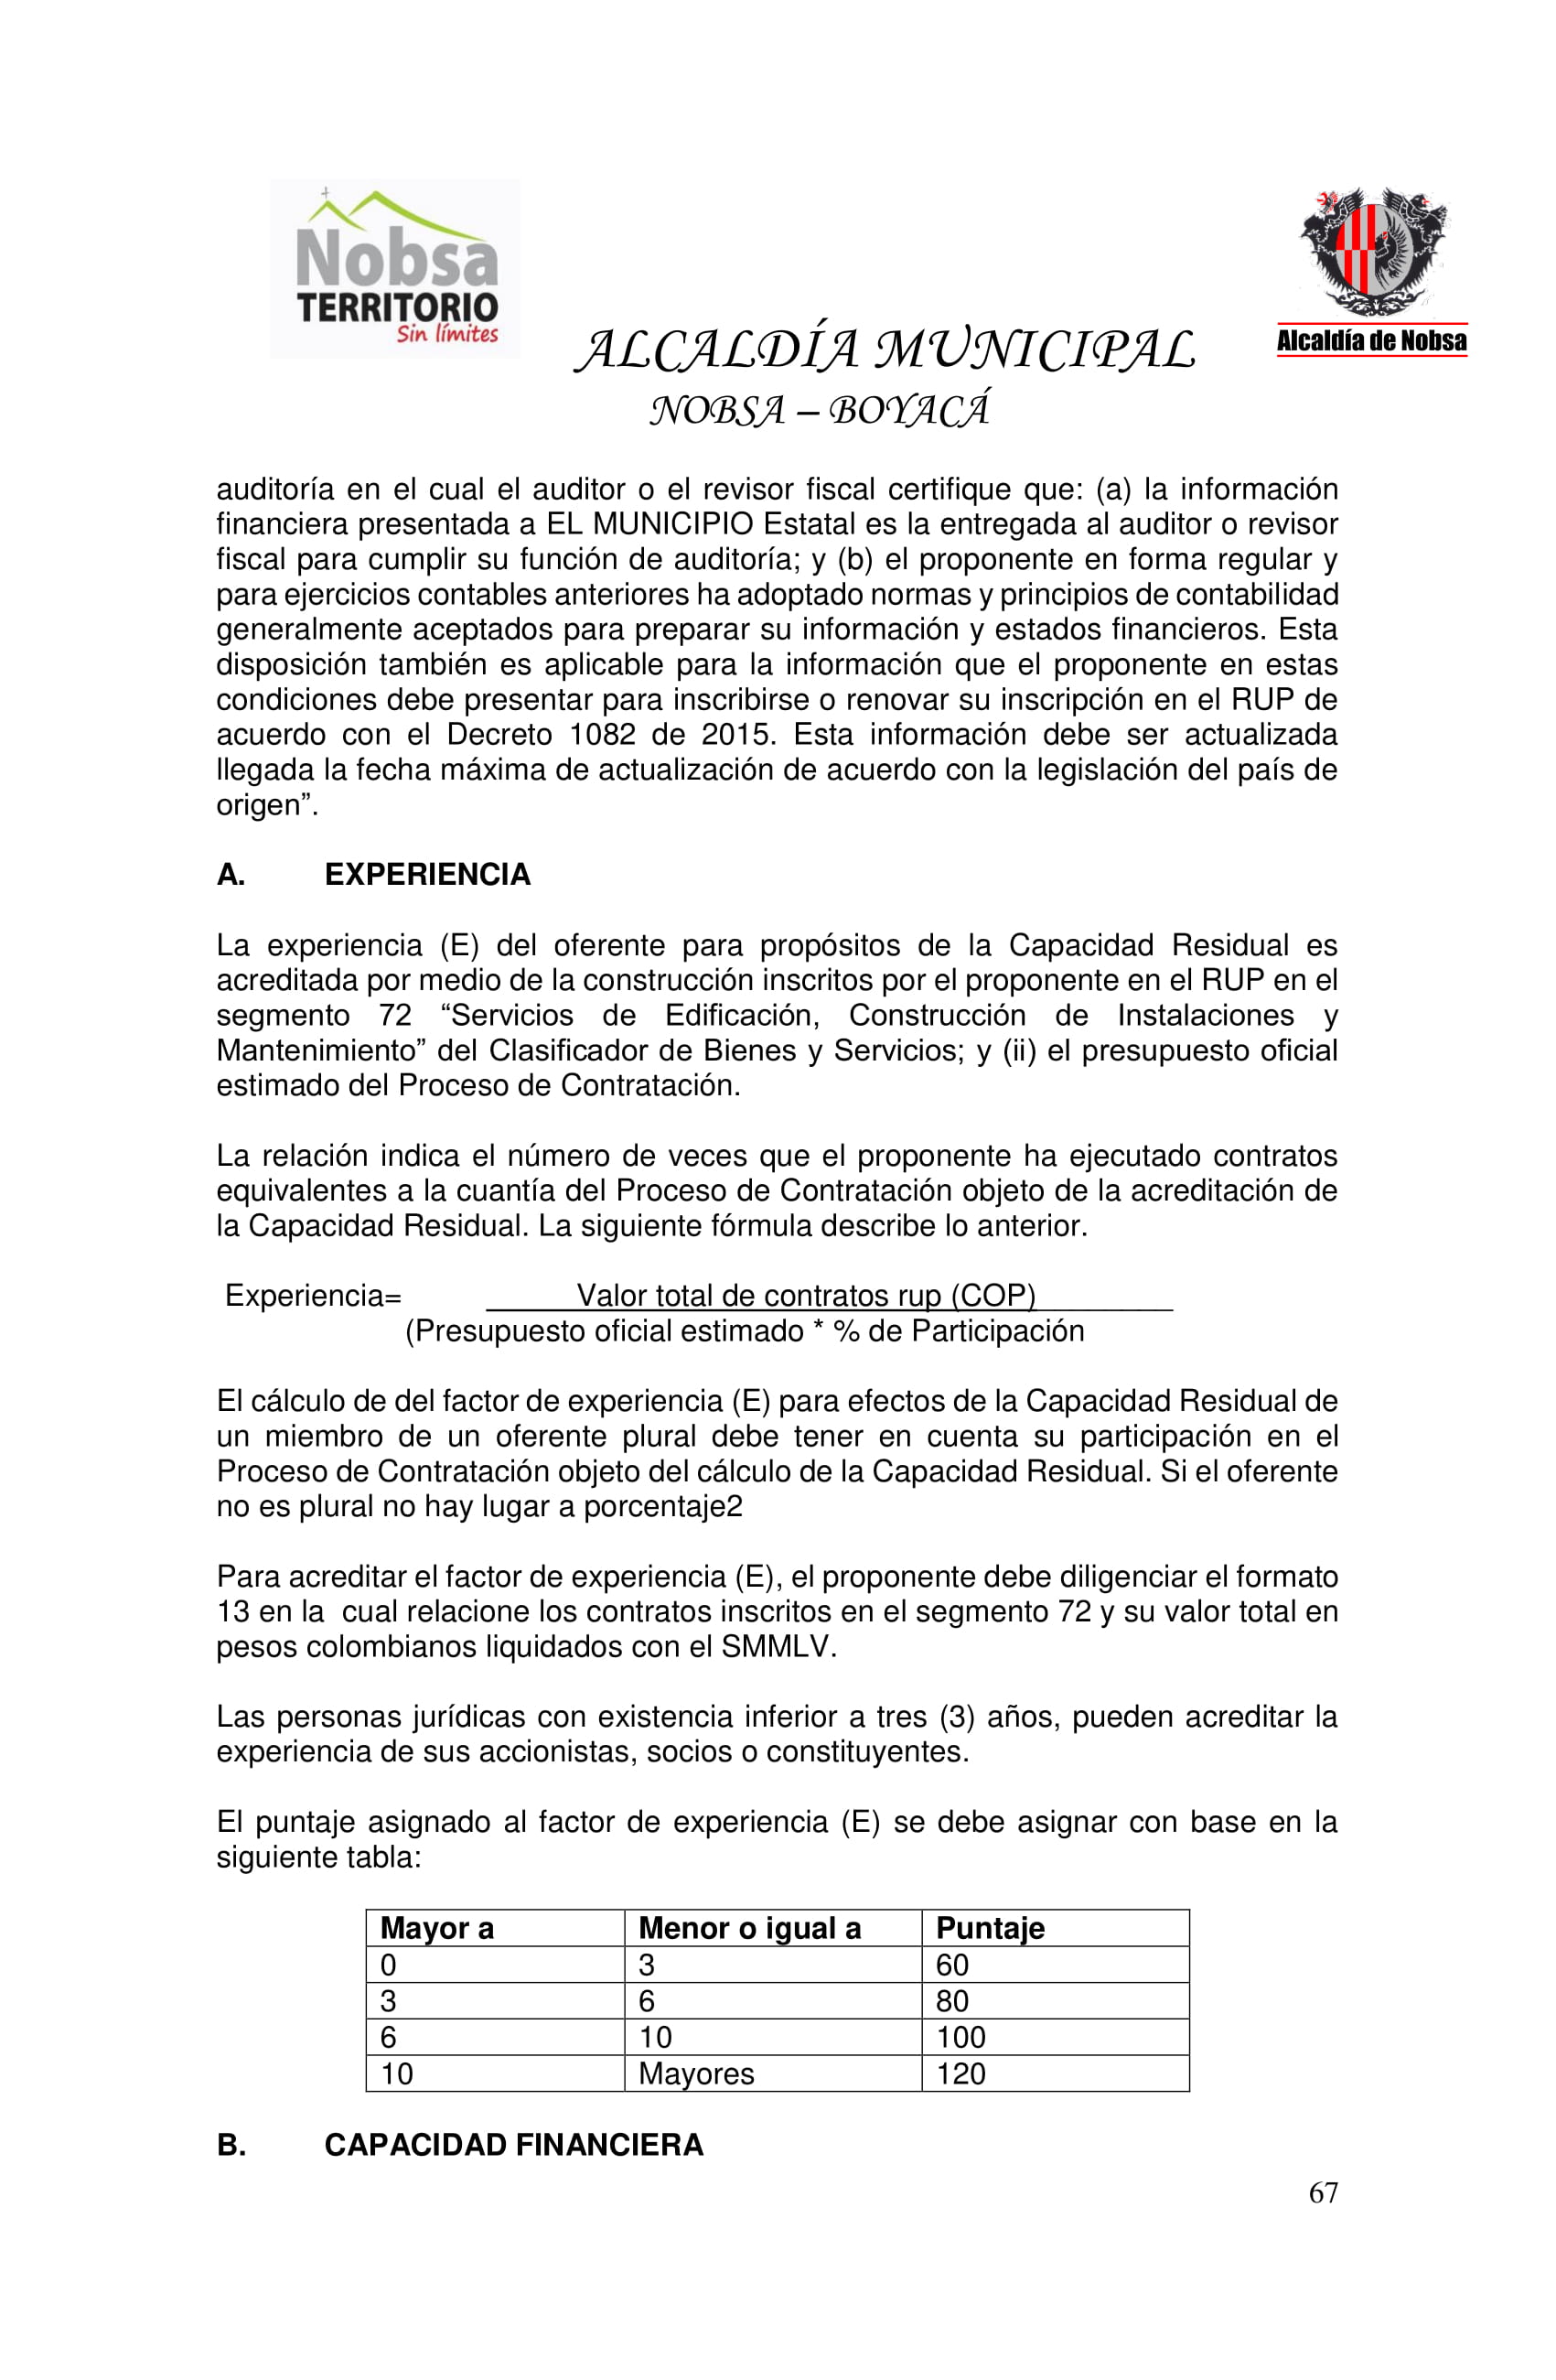 Nobsa
TERRITORIO
Sin límites
Alcaldía de Nobsa
ALCALDÍA MUNICIPAL
NOBSA – BOYACÁ
auditoría en el cual el auditor o el revisor fiscal certifique que: (a) la información
financiera presentada a EL MUNICIPIO Estatal es la entregada al auditor o revisor
fiscal para cumplir su función de auditoría; y (b) el proponente en forma regular y
para ejercicios contables anteriores ha adoptado normas y principios de contabilidad
generalmente aceptados para preparar su información y estados financieros. Esta
disposición también es aplicable para la información que el proponente en estas
condiciones debe presentar para inscribirse o renovar su inscripción en el RUP de
acuerdo con el Decreto 1082 de 2015. Esta información debe ser actualizada
llegada la fecha máxima de actualización de acuerdo con la legislación del país de
origen”.
A. EXPERIENCIA
La experiencia (E) del oferente para propósitos de la Capacidad Residual es
acreditada por medio de la construcción inscritos por el proponente en el RUP en el
segmento 72 “Servicios de Edificación, Construcción de Instalaciones y
Mantenimiento” del Clasificador de Bienes y Servicios; y (ii) el presupuesto oficial
estimado del Proceso de Contratación.
La relación indica el número de veces que el proponente ha ejecutado contratos
equivalentes a la cuantía del Proceso de Contratación objeto de la acreditación de
la Capacidad Residual. La siguiente fórmula describe lo anterior.
Experiencia= Valor total de contratos rup (COP)
(Presupuesto oficial estimado * % de Participación
El cálculo de del factor de experiencia (E) para efectos de la Capacidad Residual de
un miembro de un oferente plural debe tener en cuenta su participación en el
Proceso de Contratación objeto del cálculo de la Capacidad Residual. Si el oferente
no es plural no hay lugar a porcentaje2
Para acreditar el factor de experiencia (E), el proponente debe diligenciar el formato
13 en la cual relacione los contratos inscritos en el segmento 72 y su valor total en
pesos colombianos liquidados con el SMMLV.
Las personas jurídicas con existencia inferior a tres (3) años, pueden acreditar la
experiencia de sus accionistas, socios o constituyentes.
El puntaje asignado al factor de experiencia (E) se debe asignar con base en la
siguiente tabla:
Mayor a Menor o igual a Puntaje
0 3 60
3 6 80
6 10 100
10 Mayores 120
B. CAPACIDAD FINANCIERA
67